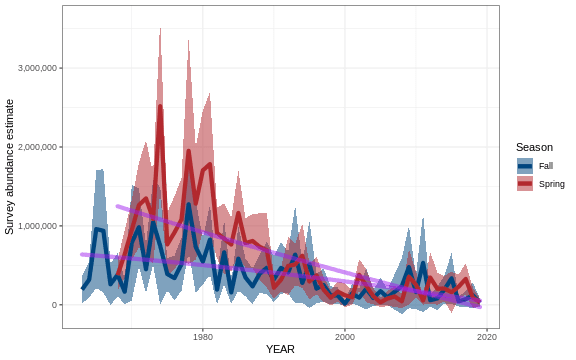 Survey abundance estimate
3,000,000
2,000,000
1,000,000
0
1980
2000
2020
YEAR
Season
Fall
Spring